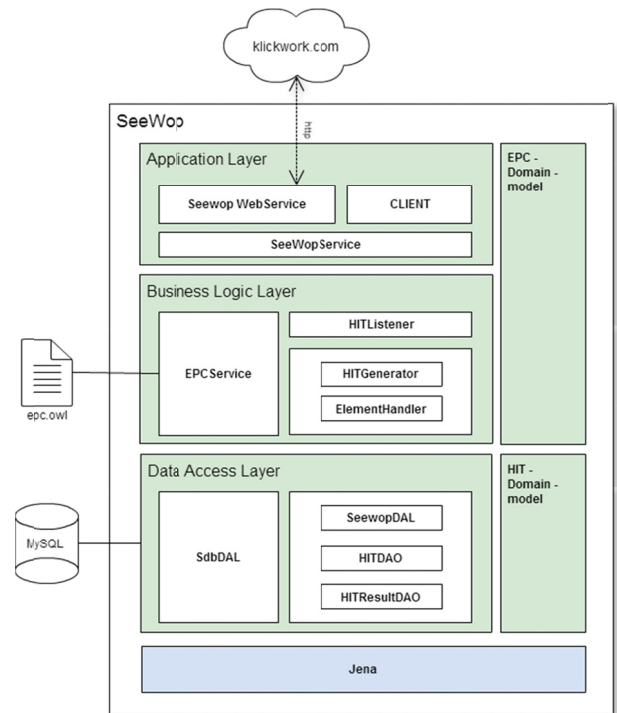 klickwork.com
http
SeeWop
Application Layer
Seewop WebService
CLIENT
SeeWopService
EPC -
Domain -
model
Business Logic Layer
EPCService
HITListener
HITGenerator
ElementHandler
epc.owl
Data Access Layer
SdbDAL
SeewopDAL
HITDAO
HITResultDAO
HIT -
Domain -
model
MySQL
Jena